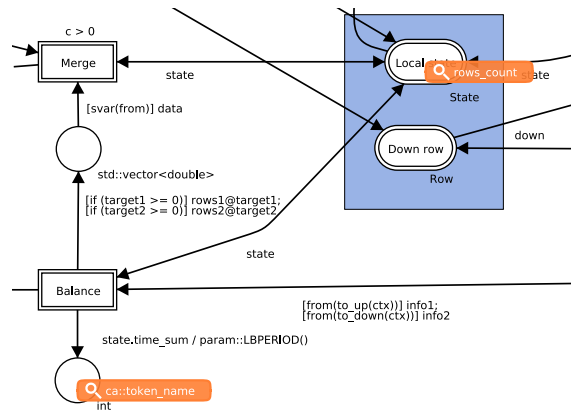 c > 0
Merge
state
Local state
rows_count
state
State
[svar(from)] data
Down row
down
Row
std::vector<double>
[if (target1 >= 0)] rows1@target1;
[if (target2 >= 0)] rows2@target2
state
Balance
[from(to_up(ctx))] info1;
[from(to_down(ctx))] info2
state.time_sum / param::LBPERIOD()
ca::token_name
int